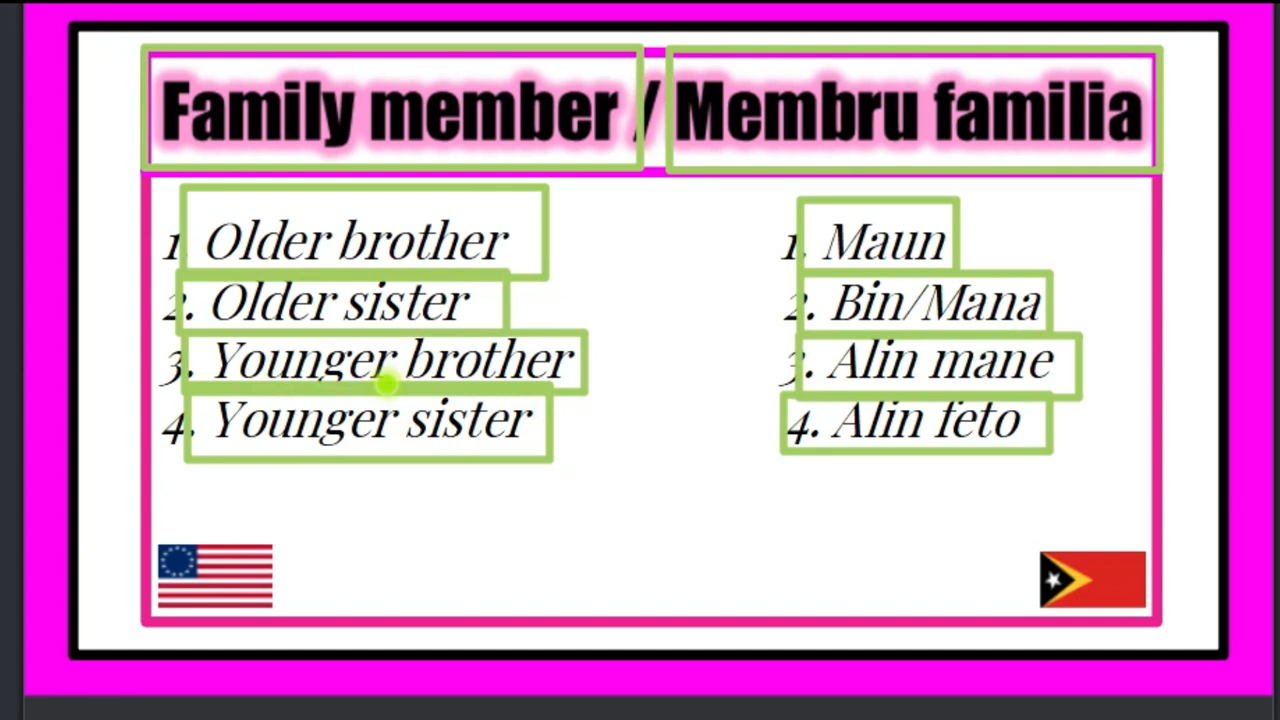 Family member / Membru familia
1. Older brother
2. Older sister
3. Younger brother
4. Younger sister
1. Maun
2. Bin/Mana
3. Alin mane
4. Alin feto